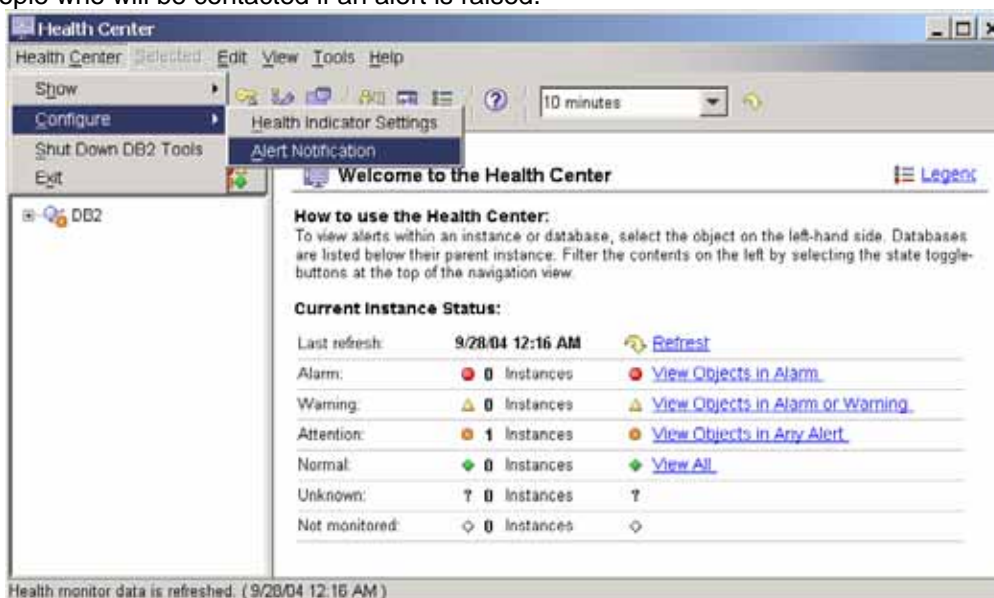 ople who will be contacted if an alert is raised.
Health Center
Health Center Selected Edit View Tools Help
Show
Configure
Shut Down DB2 Tools
Exit
Health Indicator Settings
Alert Notification
10 minutes
Welcome to the Health Center
Legend
DB2
How to use the Health Center:
To view alerts within an instance or database, select the object on the left-hand side. Databases
are listed below their parent instance. Filter the contents on the left by selecting the state toggle-
buttons at the top of the navigation view.
Current Instance Status:
Last refresh: 9/28/04 12:16 AM Refresh
Alarm: 0 Instances View Objects in Alarm
Warning: 0 Instances View Objects in Alarm or Warning
Attention: 1 Instances View Objects in Any Alert
Normal: 0 Instances View All
Unknown: ? 0 Instances ?
Not monitored: 0 Instances
Health monitor data is refreshed. ( 9/28/04 12:16 AM )